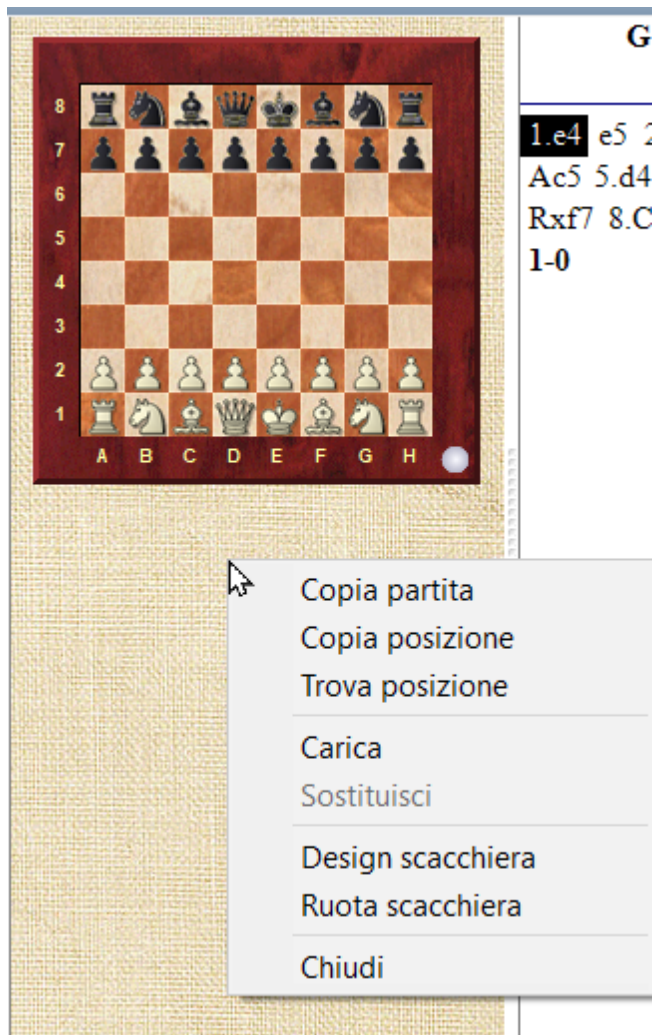 G
8
7
6
5
4
3
2
1
A B C D E F G H
1.e4 e5 2
Ac5 5.d4
Rxf7 8.C
1-0
Copia partita
Copia posizione
Trova posizione
Carica
Sostituisci
Design scacchiera
Ruota scacchiera
Chiudi